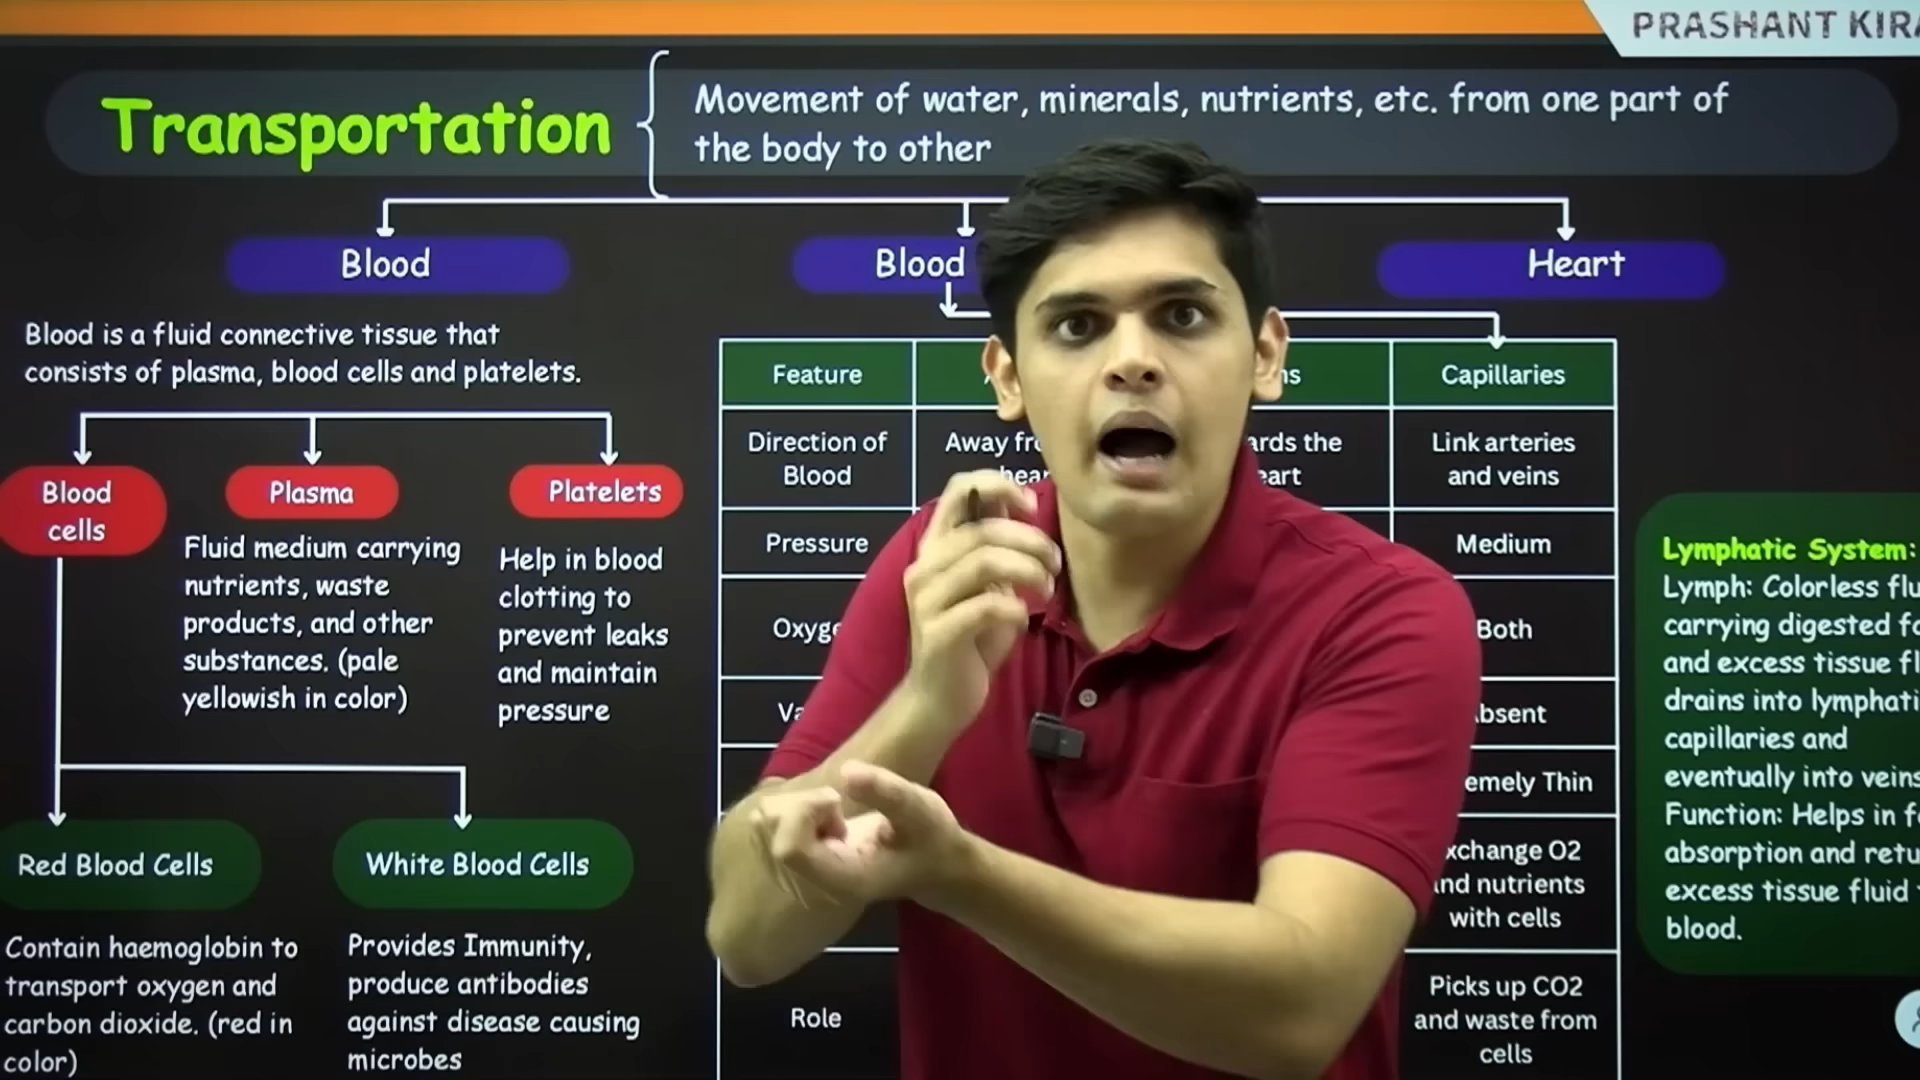 PRASHANT
Transportation
Movement of water, minerals, nutrients, etc. from one part of
the body to other
Blood
Blood
Heart
Blood is a fluid connective tissue that
consists of plasma, blood cells and platelets.
Blood
cells
Plasma
Platelets
Fluid medium carrying
nutrients, waste
products, and other
substances. (pale
yellowish in color)
Help in blood
clotting to
prevent leaks
and maintain
pressure
Red Blood Cells
White Blood Cells
Contain haemoglobin to
transport oxygen and
carbon dioxide. (red in
color)
Provides Immunity,
produce antibodies
against disease causing
microbes
Feature
Capillaries
Direction of
Blood
Away
the
Link arteries
and veins
Pressure
Medium
Both
Thin
O2
nutrients
with cells
Role
Picks up CO2
and waste from
cells
Lymphatic System:
Lymph: Colorless
carrying digested
and excess tissue
drains into
capillaries and
eventually into veins
Function: Helps in
absorption and
excess tissue fluid
blood.